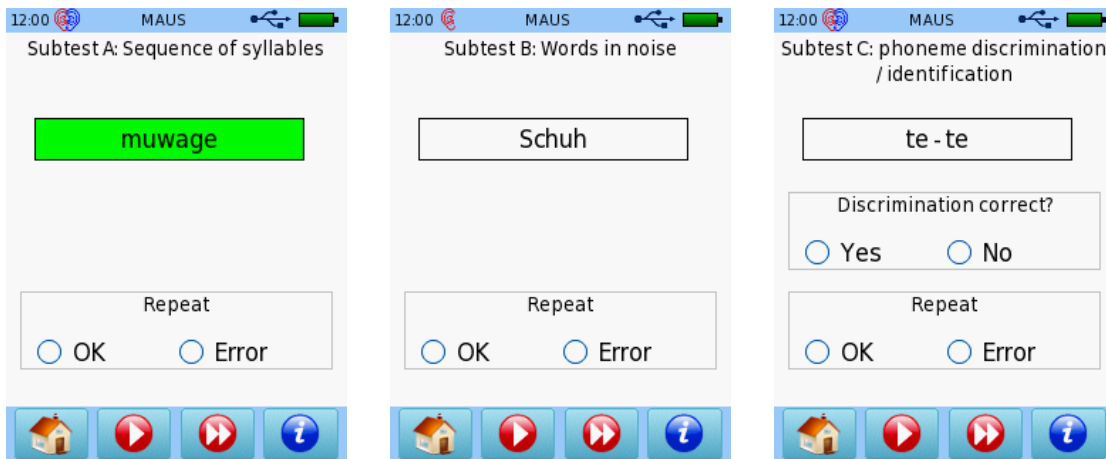 12:00 MAUS
Subtest A: Sequence of syllables
muwage
Repeat
OK Error
i
12:00 MAUS
Subtest B: Words in noise
Schuh
Repeat
OK Error
i
12:00 MAUS
Subtest C: phoneme discrimination
/ identification
te - te
Discrimination correct?
Yes No
Repeat
OK Error
i